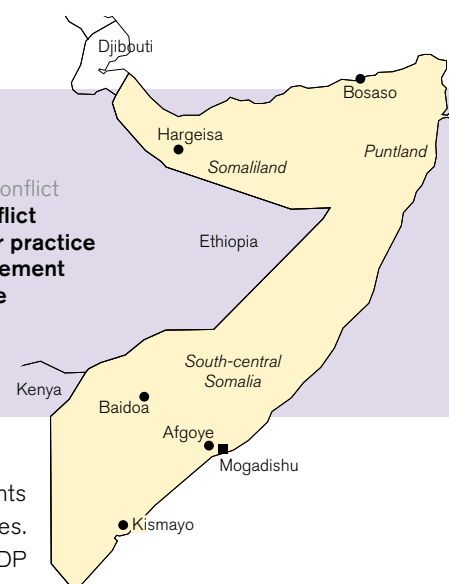 Djibouti
Bosaso
Hargeisa
Puntland
Somaliland
onflict
flict
r practice
Ethiopia
ement
e
South-central
Somalia
Kenya
Baidoa
Afgoye
Mogadishu
nts
Kismayo
es.
DP